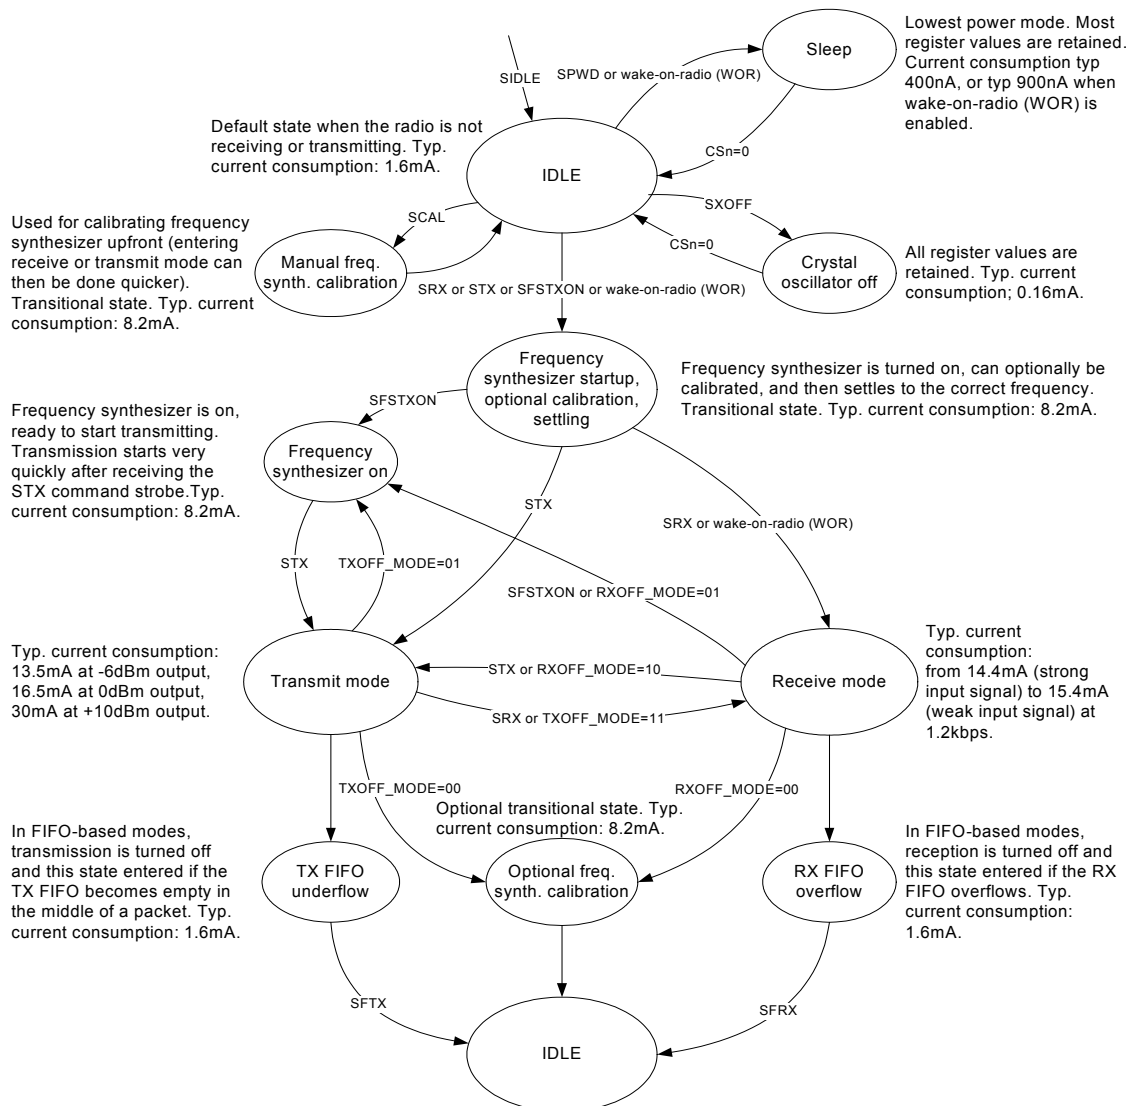 Sleep
Lowest power mode. Most
register values are retained.
Current consumption typ
400nA, or typ 900nA when
wake-on-radio (WOR) is
enabled.
SIDLE
SPWD or wake-on-radio (WOR)
Default state when the radio is not
receiving or transmitting. Typ.
current consumption: 1.6mA.
CSn=0
IDLE
SXOFF
SCAL
CSn=0
Used for calibrating frequency
synthesizer upfront (entering
receive or transmit mode can
then be done quicker).
Transitional state. Typ. current
consumption: 8.2mA.
Manual freq.
synth. calibration
Crystal
oscillator off
All register values are
retained. Typ. current
consumption; 0.16mA.
SRX or STX or SFSTXON or wake-on-radio (WOR)
Frequency
synthesizer startup,
optional calibration,
settling
Frequency synthesizer is turned on, can optionally be
calibrated, and then settles to the correct frequency.
Transitional state. Typ. current consumption: 8.2mA.
SFSTXON
Frequency synthesizer is on,
ready to start transmitting.
Transmission starts very
quickly after receiving the
STX command strobe.Typ.
current consumption: 8.2mA.
Frequency
synthesizer on
STX
SRX or wake-on-radio (WOR)
STX
TXOFF_MODE=01
SFSTXON or RXOFF_MODE=01
Typ. current consumption:
13.5mA at -6dBm output,
16.5mA at 0dBm output,
30mA at +10dBm output.
Transmit mode
STX or RXOFF_MODE=10
SRX or TXOFF_MODE=11
Receive mode
Typ. current
consumption:
from 14.4mA (strong
input signal) to 15.4mA
(weak input signal) at
1.2kbps.
TXOFF_MODE=00
RXOFF_MODE=00
Optional transitional state. Typ.
current consumption: 8.2mA.
In FIFO-based modes,
transmission is turned off
and this state entered if the
TX FIFO becomes empty in
the middle of a packet. Typ.
current consumption: 1.6mA.
TX FIFO
underflow
Optional freq.
synth. calibration
RX FIFO
overflow
In FIFO-based modes,
reception is turned off and
this state entered if the RX
FIFO overflows. Typ.
current consumption:
1.6mA.
SFTX
SFRX
IDLE